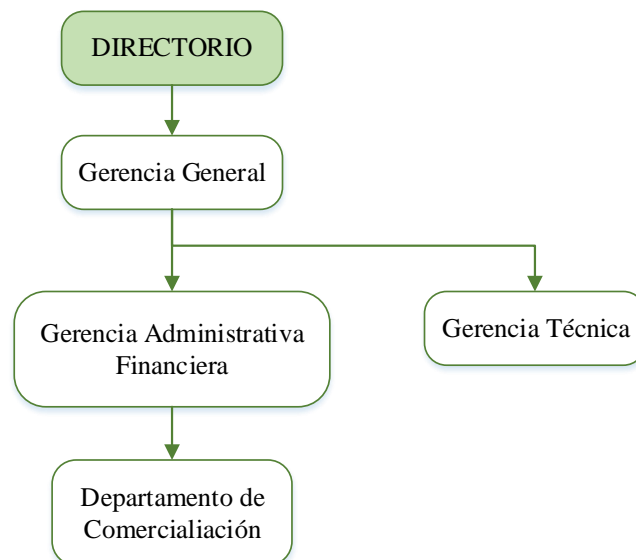 DIRECTORIO
Gerencia General
Gerencia Administrativa
Financiera
Gerencia Técnica
Departamento de
Comercialiación